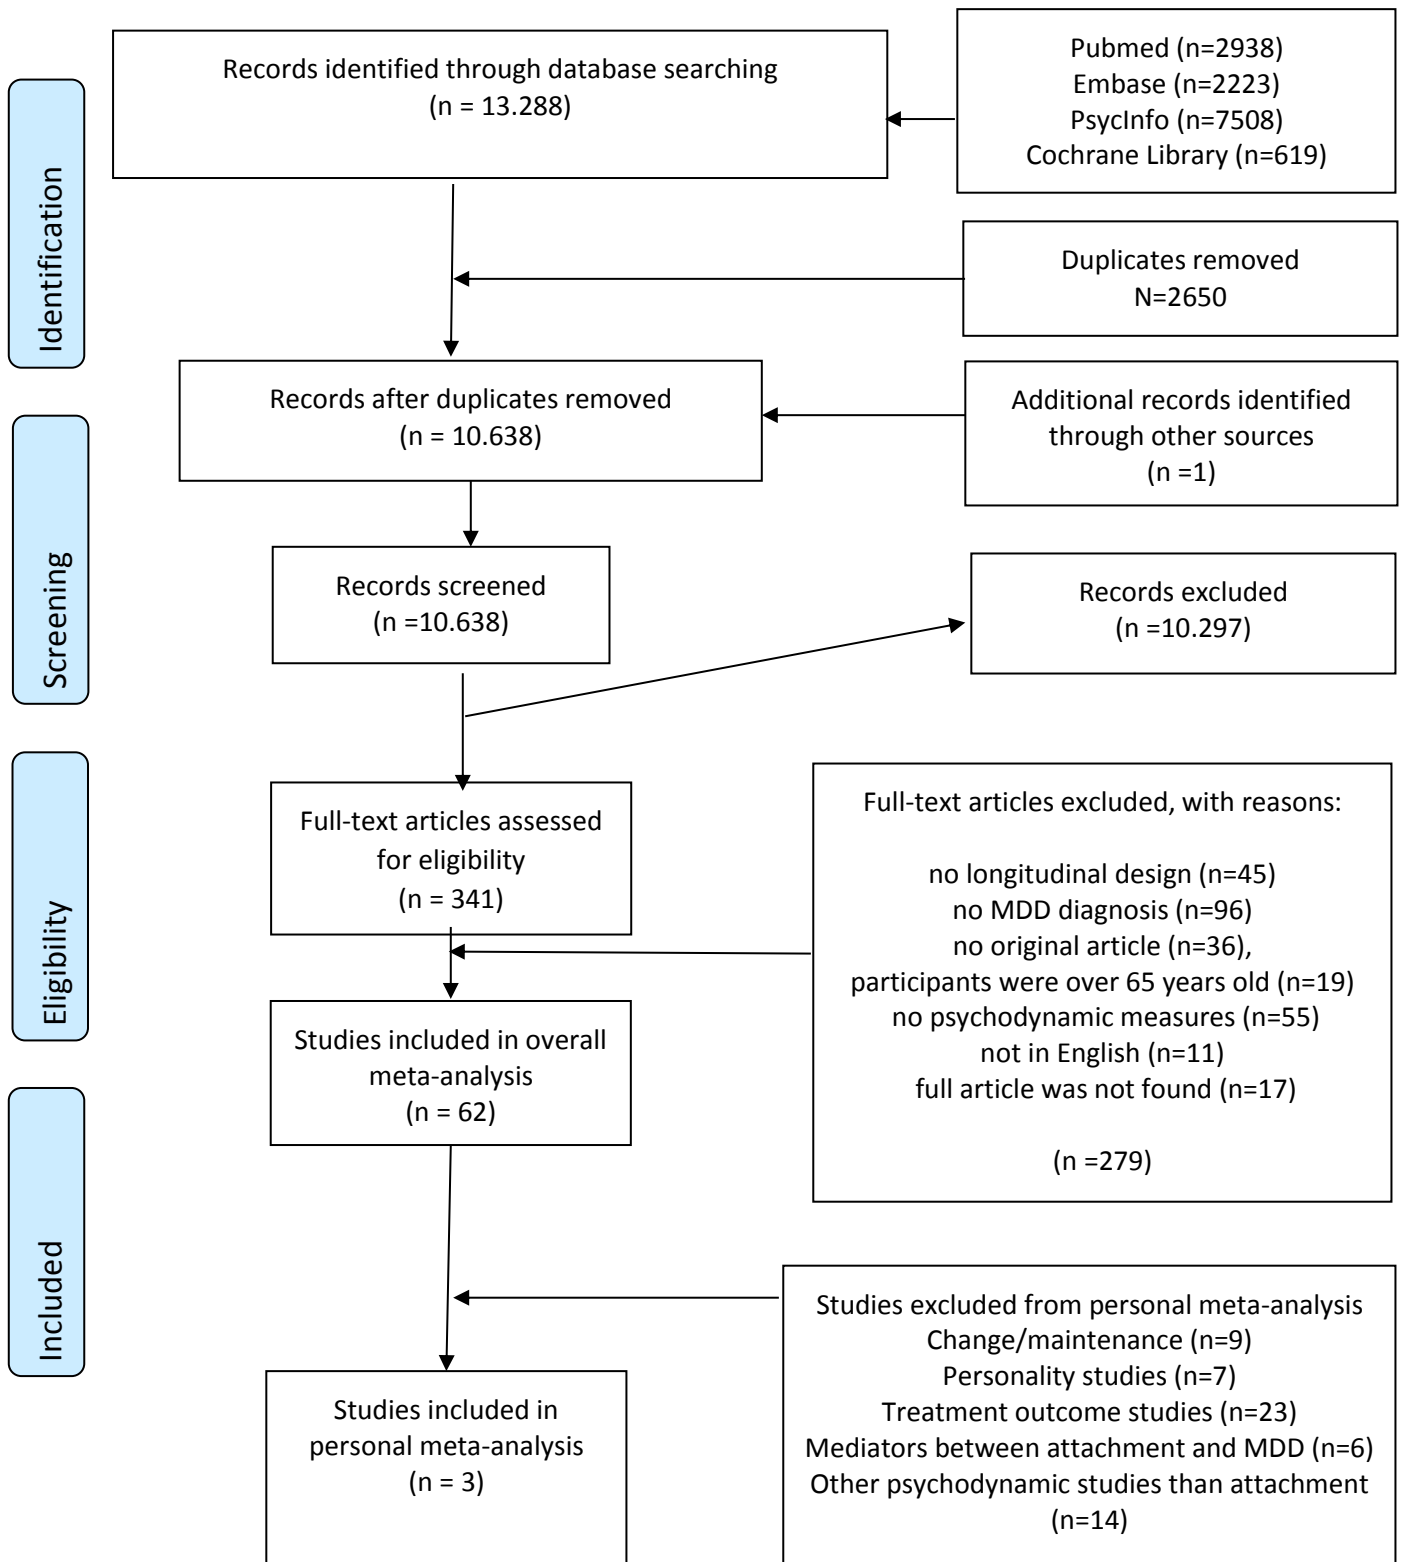 Records identified through database searching
(n = 13.288)
Pubmed (n=2938)
Embase (n=2223)
PsycInfo (n=7508)
Cochrane Library (n=619)
Identification
Duplicates removed
N=2650
Records after duplicates removed
(n = 10.638)
Additional records identified
through other sources
(n =1)
Screening
Records screened
(n =10.638)
Records excluded
(n =10.297)
Full-text articles assessed
for eligibility
(n = 341)
Eligibility
Full-text articles excluded, with reasons:
no longitudinal design (n=45)
no MDD diagnosis (n=96)
no original article (n=36),
participants were over 65 years old (n=19)
no psychodynamic measures (n=55)
not in English (n=11)
full article was not found (n=17)
(n =279)
Studies included in overall
meta-analysis
(n = 62)
Included
Studies excluded from personal meta-analysis
Change/maintenance (n=9)
Personality studies (n=7)
Treatment outcome studies (n=23)
Mediators between attachment and MDD (n=6)
Other psychodynamic studies than attachment
(n=14)
Studies included in
personal meta-analysis
(n = 3)